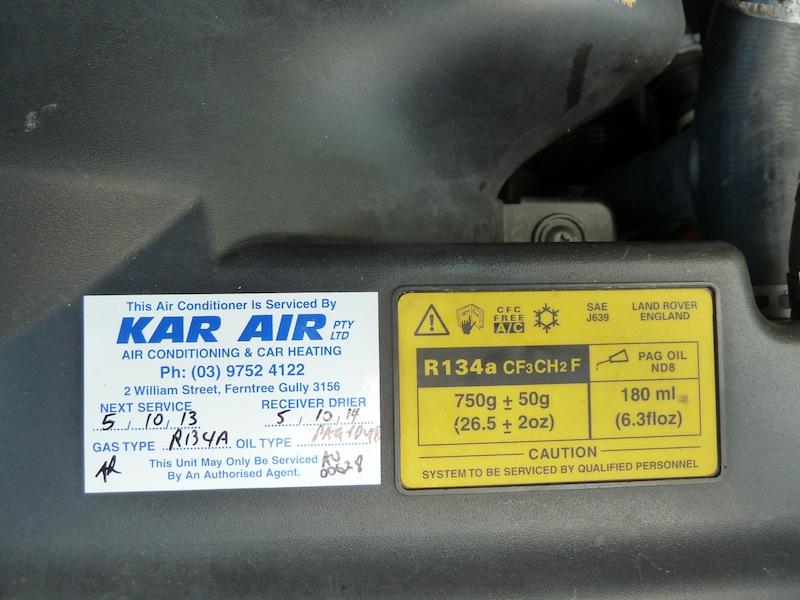 This Air Conditioner Is Serviced By
KAR AIR PTY LTD
AIR CONDITIONING & CAR HEATING
Ph: (03) 9752 4122
2 William Street, Ferntree Gully 3156
NEXT SERVICE RECEIVER DRIER
5 / 10 / 13 5 / 10 / 14
GAS TYPE R134A OIL TYPE PAG+DYE
This Unit May Only Be Serviced
By An Authorised Agent.
AU
00628
CFC
FREE
A/C
SAE
J639
LAND ROVER
ENGLAND
R134a CF3CH2F
750g ± 50g
(26.5 ± 2oz)
PAG OIL
ND8
180 ml
(6.3floz)
CAUTION
SYSTEM TO BE SERVICED BY QUALIFIED PERSONNEL